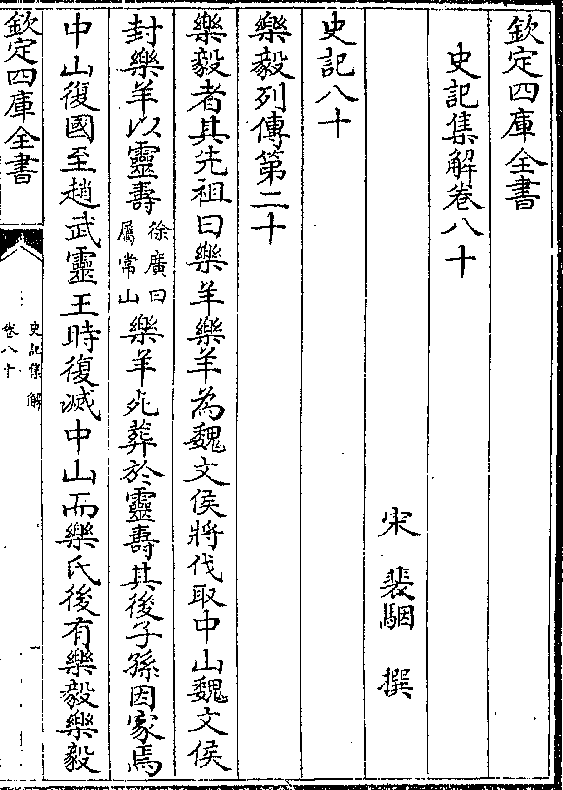 欽定四庫全書
史記集解卷八十
宋 裴駰 撰
史記八十
樂毅列傳第二十
樂毅者其先祖曰樂羊樂羊為魏文侯將伐取中山魏文侯
封樂羊以靈壽徐廣曰屬常山樂羊死葬於靈壽其後子孫因家焉
中山復國至趙武靈王時復滅中山而樂氏後有樂毅樂毅
欽定四庫全書
史記集解
卷八十
一